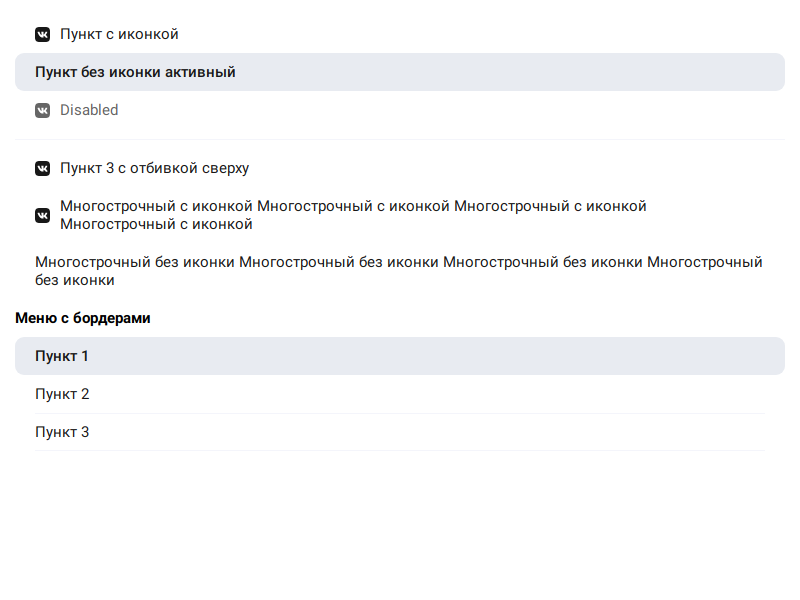 Пункт с иконкой
Пункт без иконки активный
Disabled
Пункт 3 с отбивкой сверху
Многострочный с иконкой Многострочный с иконкой Многострочный с иконкой
Многострочный с иконкой
Многострочный без иконки Многострочный без иконки Многострочный без иконки Многострочный
без иконки
Меню с бордерами
Пункт 1
Пункт 2
Пункт 3